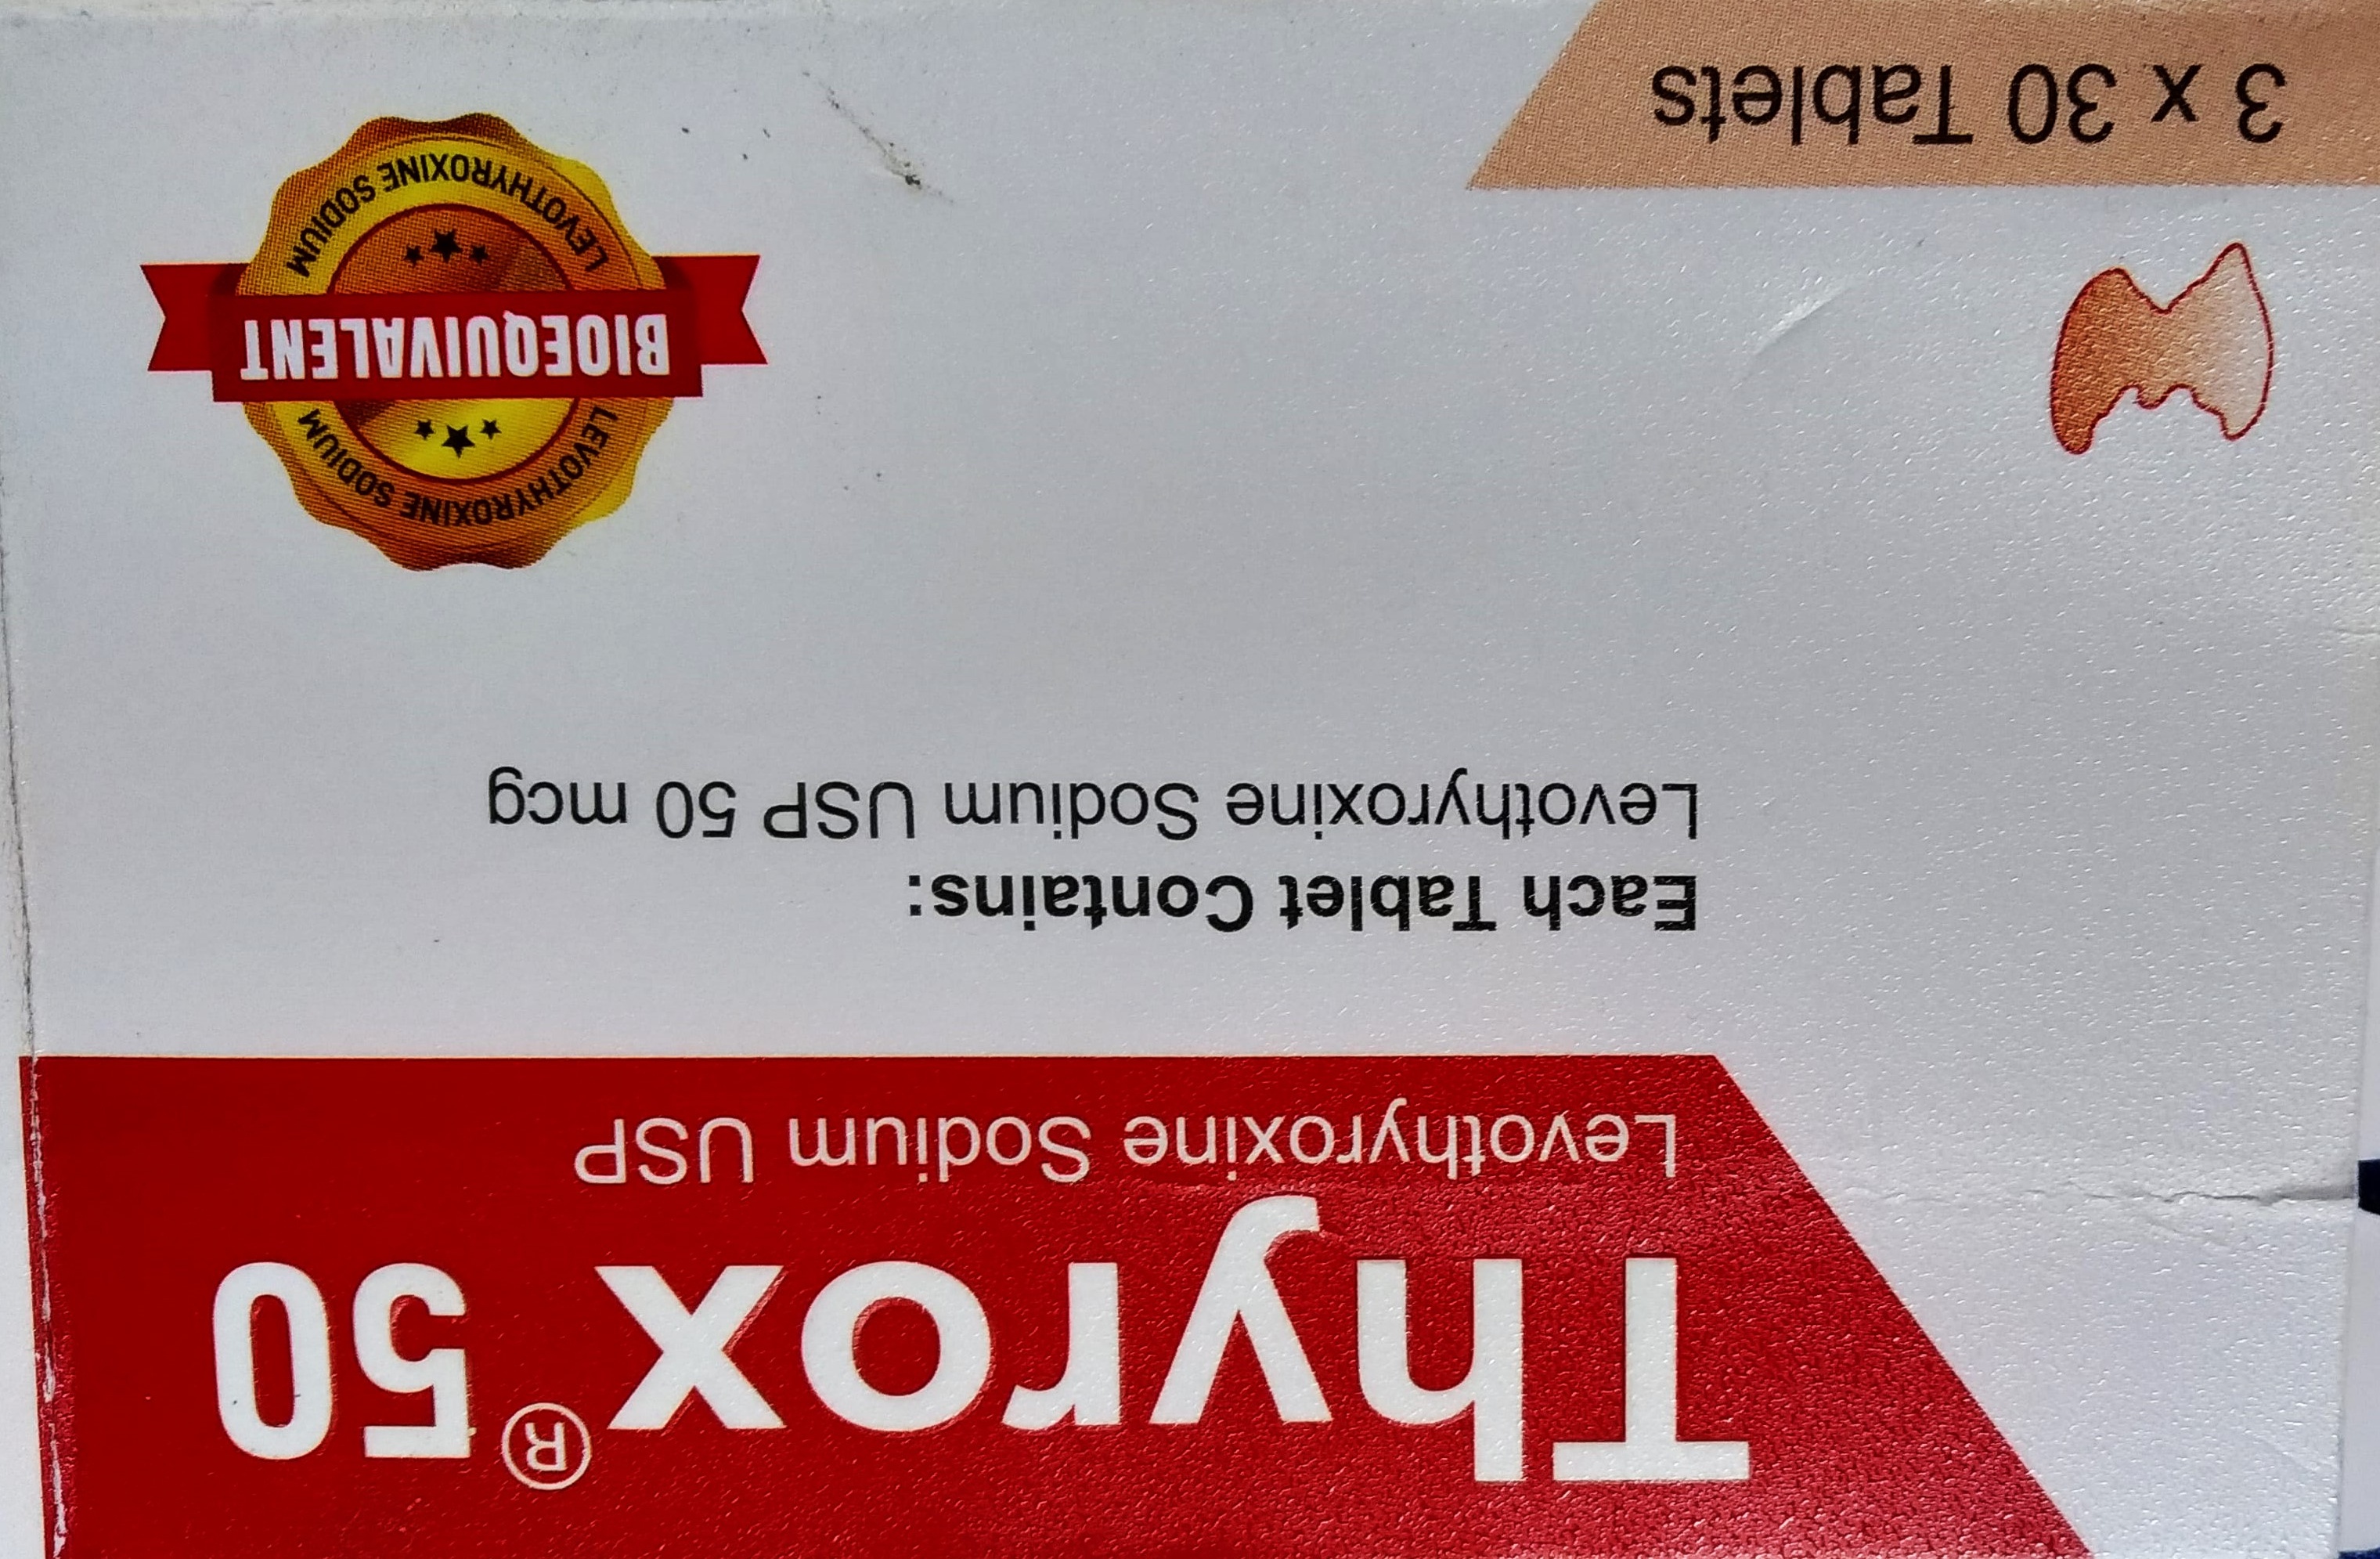 Thyrox® 50
Levothyroxine Sodium USP
Each Tablet Contains:
Levothyroxine Sodium USP 50 mcg
LEVOTHYROXINE SODIUM
BIOEQUIVALENT
LEVOTHYROXINE SODIUM
3 x 30 Tablets